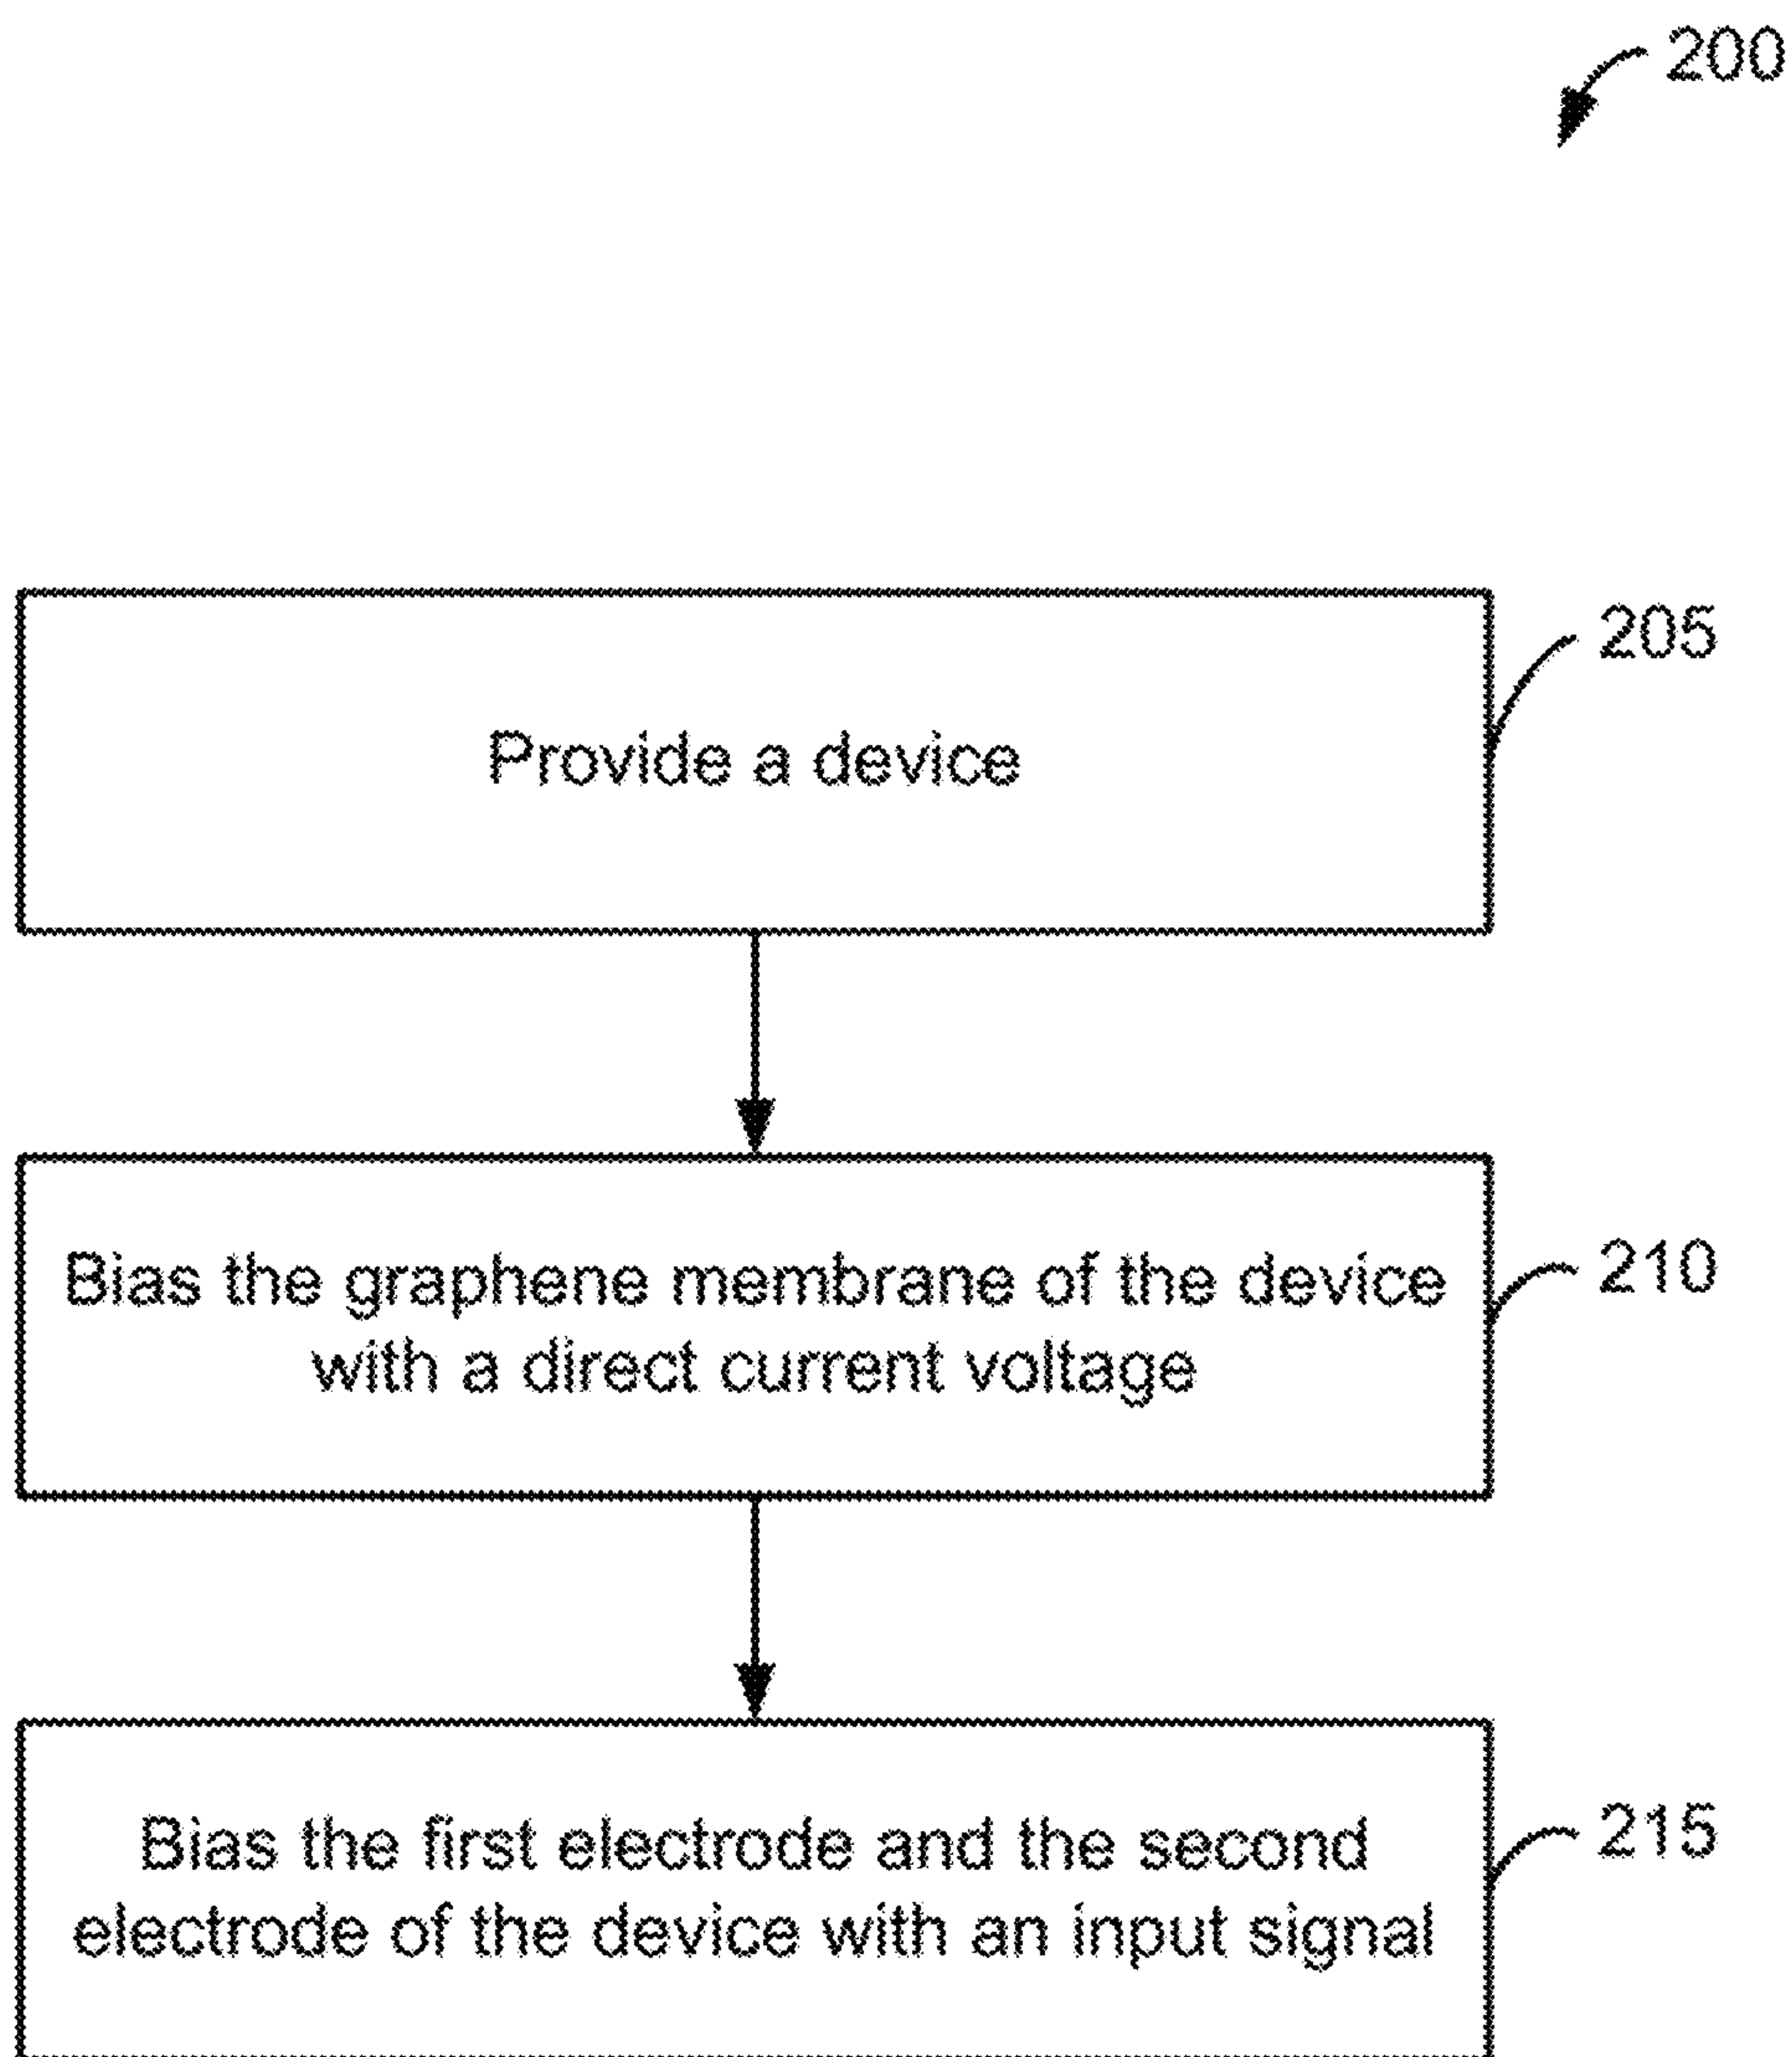 200
205
Provide a device
Bias the graphene membrane of the device
with a direct current voltage
210
Bias the first electrode and the second
electrode of the device with an input signal
215